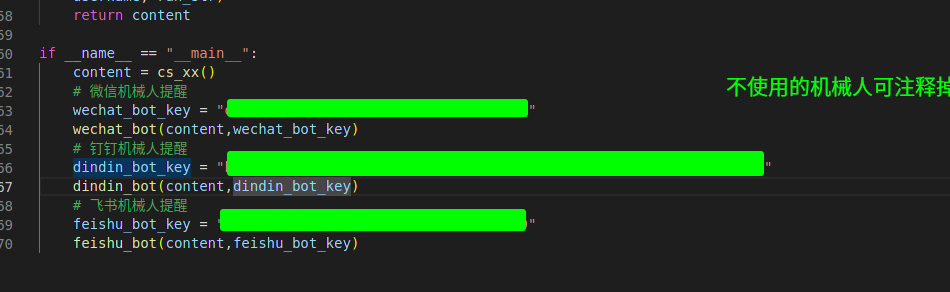 58 return content
59
60 if __name__ == "__main__":
61 content = cs_xx()
62 # 微信机械人提醒
不使用的机械人可注释掉
63 wechat_bot_key = " "
64 wechat_bot(content,wechat_bot_key)
65 # 钉钉机械人提醒
66 dindin_bot_key = " "
67 dindin_bot(content,dindin_bot_key)
68 # 飞书机械人提醒
69 feishu_bot_key = " "
70 feishu_bot(content,feishu_bot_key)